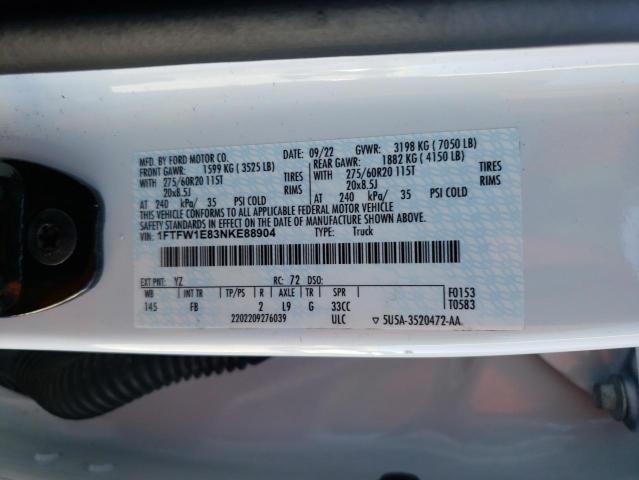 MFD. BY FORD MOTOR CO. DATE: 09/22 GVWR: 3198 KG ( 7050 LB)
FRONT GAWR: 1599 KG ( 3525 LB) REAR GAWR: 1882 KG ( 4150 LB)
WITH 275/60R20 115T TIRES WITH 275/60R20 115T TIRES
20x8.5J RIMS 20x8.5J RIMS
AT 240 kPa/ 35 PSI COLD AT 240 kPa/ 35 PSI COLD
THIS VEHICLE CONFORMS TO ALL APPLICABLE FEDERAL MOTOR VEHICLE
SAFETY STANDARDS IN EFFECT ON THE DATE OF MANUFACTURE SHOWN ABOVE.
1FTFW1E83NKE88904 TYPE: Truck
EXT PNT: YZ RC: 72 DSO:
WB INT TR TP/PS R AXLE TR SPR F0153
145 FB 2 L9 G 33CC T0583
2202209276039 ULC ▽ 5U5A-3520472-AA